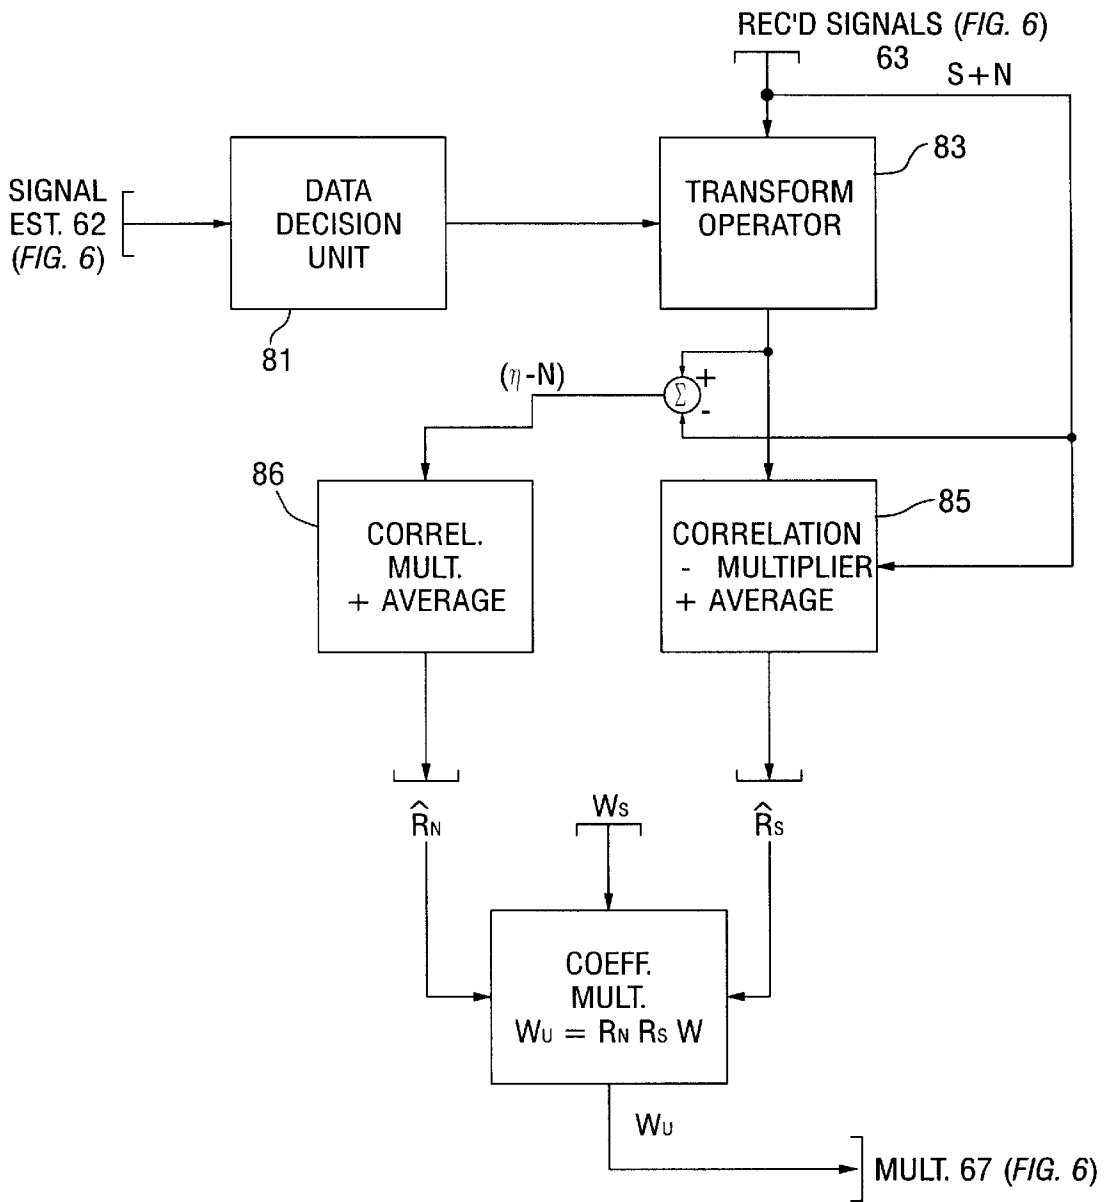 REC'D SIGNALS (FIG. 6)
63
S+N
83
SIGNAL
EST. 62
(FIG. 6)
DATA
DECISION
UNIT
TRANSFORM
OPERATOR
81
(η-N)
Σ
+
-
86
85
CORREL.
MULT.
+ AVERAGE
CORRELATION
- MULTIPLIER
+ AVERAGE
R̂N
WS
R̂S
COEFF.
MULT.
WU = RN RS W
WU
MULT. 67 (FIG. 6)